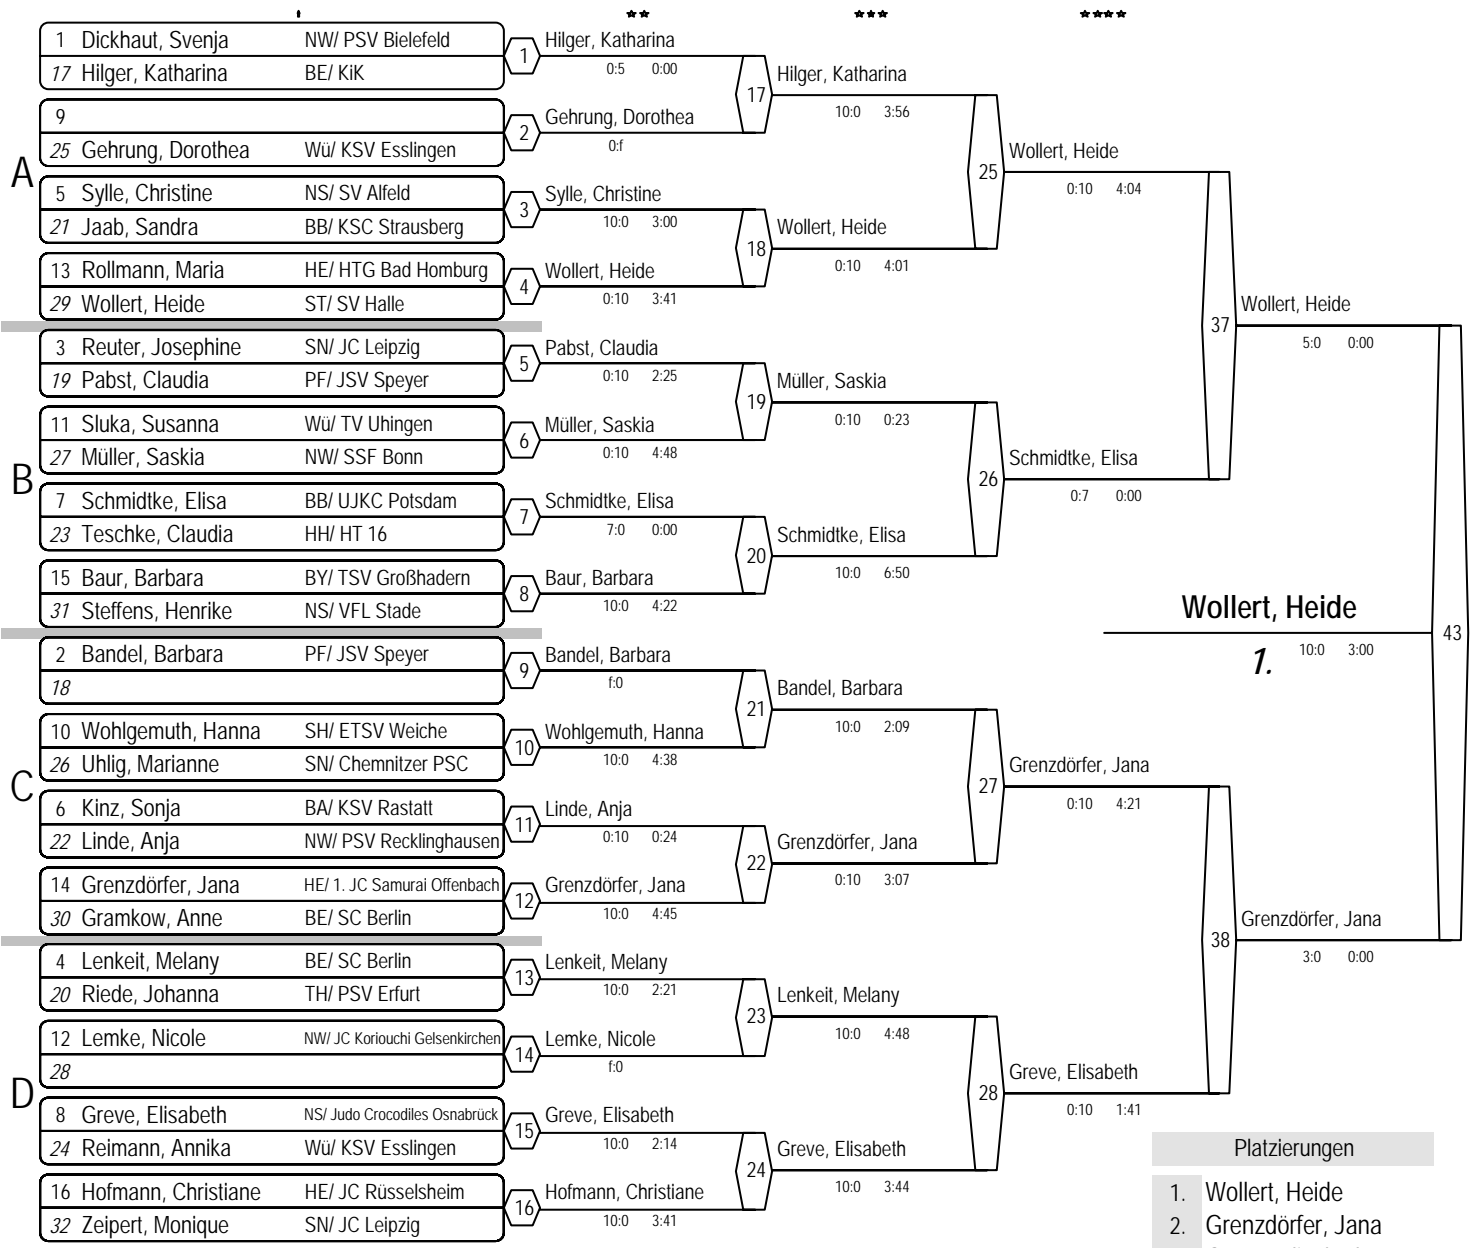 * ** *** ****
A
1 Dickhaut, Svenja NW/ PSV Bielefeld
17 Hilger, Katharina BE/ KiK
9
25 Gehrung, Dorothea Wü/ KSV Esslingen
5 Sylle, Christine NS/ SV Alfeld
21 Jaab, Sandra BB/ KSC Strausberg
13 Rollmann, Maria HE/ HTG Bad Homburg
29 Wollert, Heide ST/ SV Halle
B
3 Reuter, Josephine SN/ JC Leipzig
19 Pabst, Claudia PF/ JSV Speyer
11 Sluka, Susanna Wü/ TV Uhingen
27 Müller, Saskia NW/ SSF Bonn
7 Schmidtke, Elisa BB/ UJKC Potsdam
23 Teschke, Claudia HH/ HT 16
15 Baur, Barbara BY/ TSV Großhadern
31 Steffens, Henrike NS/ VFL Stade
C
2 Bandel, Barbara PF/ JSV Speyer
18
10 Wohlgemuth, Hanna SH/ ETSV Weiche
26 Uhlig, Marianne SN/ Chemnitzer PSC
6 Kinz, Sonja BA/ KSV Rastatt
22 Linde, Anja NW/ PSV Recklinghausen
14 Grenzdörfer, Jana HE/ 1. JC Samurai Offenbach
30 Gramkow, Anne BE/ SC Berlin
D
4 Lenkeit, Melany BE/ SC Berlin
20 Riede, Johanna TH/ PSV Erfurt
12 Lemke, Nicole NW/ JC Koriouchi Gelsenkirchen
28
8 Greve, Elisabeth NS/ Judo Crocodiles Osnabrück
24 Reimann, Annika Wü/ KSV Esslingen
16 Hofmann, Christiane HE/ JC Rüsselsheim
32 Zeipert, Monique SN/ JC Leipzig
1 Hilger, Katharina
0:5 0:00
2 Gehrung, Dorothea
0:f
3 Sylle, Christine
10:0 3:00
4 Wollert, Heide
0:10 3:41
5 Pabst, Claudia
0:10 2:25
6 Müller, Saskia
0:10 4:48
7 Schmidtke, Elisa
7:0 0:00
8 Baur, Barbara
10:0 4:22
9 Bandel, Barbara
f:0
10 Wohlgemuth, Hanna
10:0 4:38
11 Linde, Anja
0:10 0:24
12 Grenzdörfer, Jana
10:0 4:45
13 Lenkeit, Melany
10:0 2:21
14 Lemke, Nicole
f:0
15 Greve, Elisabeth
10:0 2:14
16 Hofmann, Christiane
10:0 3:41
17 Hilger, Katharina
10:0 3:56
18 Wollert, Heide
0:10 4:01
19 Müller, Saskia
0:10 0:23
20 Schmidtke, Elisa
10:0 6:50
21 Bandel, Barbara
10:0 2:09
22 Grenzdörfer, Jana
0:10 3:07
23 Lenkeit, Melany
10:0 4:48
24 Greve, Elisabeth
10:0 3:44
25 Wollert, Heide
0:10 4:04
26 Schmidtke, Elisa
0:7 0:00
27 Grenzdörfer, Jana
0:10 4:21
28 Greve, Elisabeth
0:10 1:41
37 Wollert, Heide
5:0 0:00
38 Grenzdörfer, Jana
3:0 0:00
43 Wollert, Heide
1. 10:0 3:00
Platzierungen
1. Wollert, Heide
2. Grenzdörfer, Jana